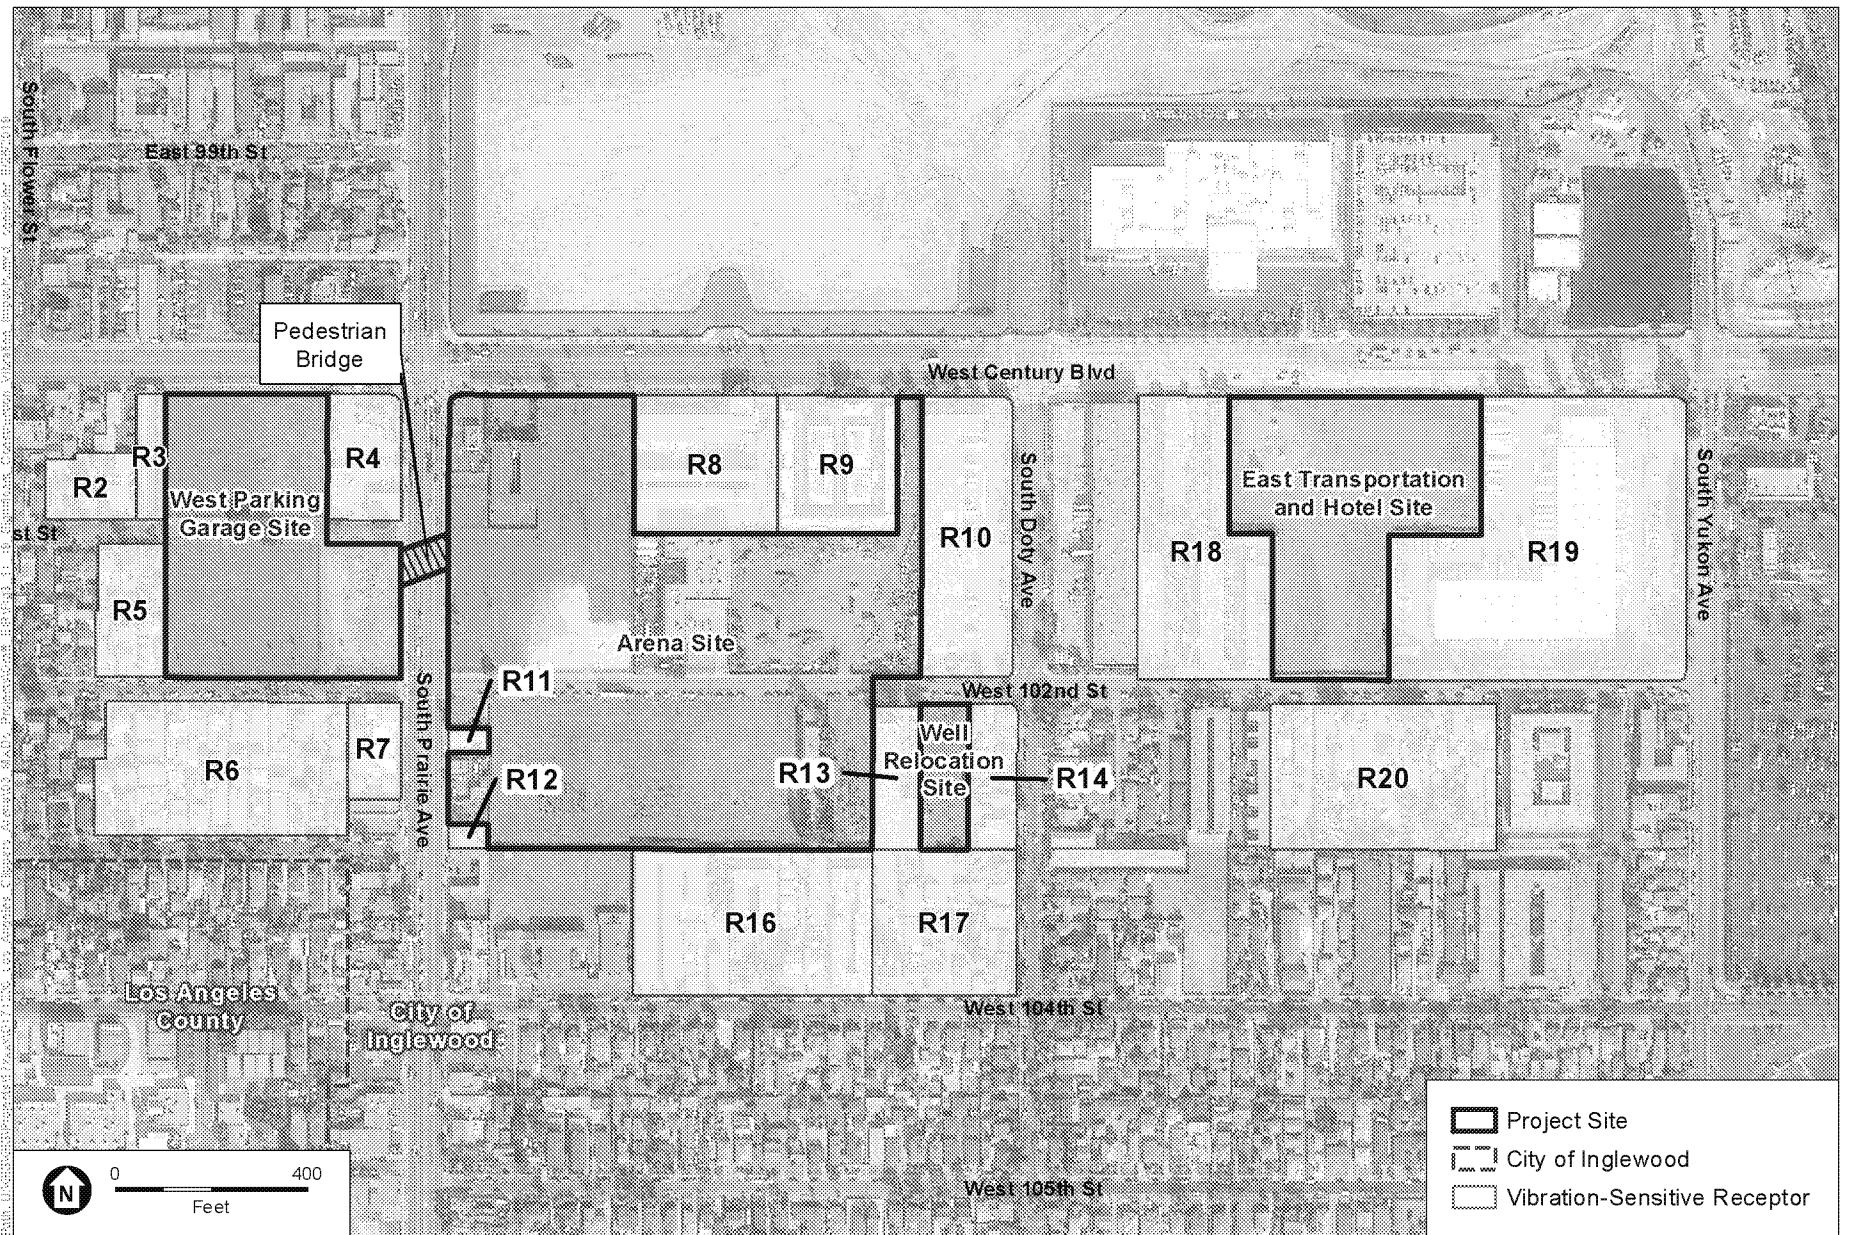 South Flower St
East 99th St
Pedestrian
Bridge
West Century Blvd
R3
R4
R2
West Parking
Garage Site
st St
R5
R8
R9
R10
South Doty Ave
R18
East Transportation
and Hotel Site
R19
South Yukon Ave
Arena Site
R11
West 102nd St
South Prairie Ave
R6
R7
R12
R13
Well
Relocation
Site
R14
R20
R16
R17
Los Angeles
County
City of
Inglewood
West 104th St
West 105th St
N
0
400
Feet
Project Site
City of Inglewood
Vibration-Sensitive Receptor